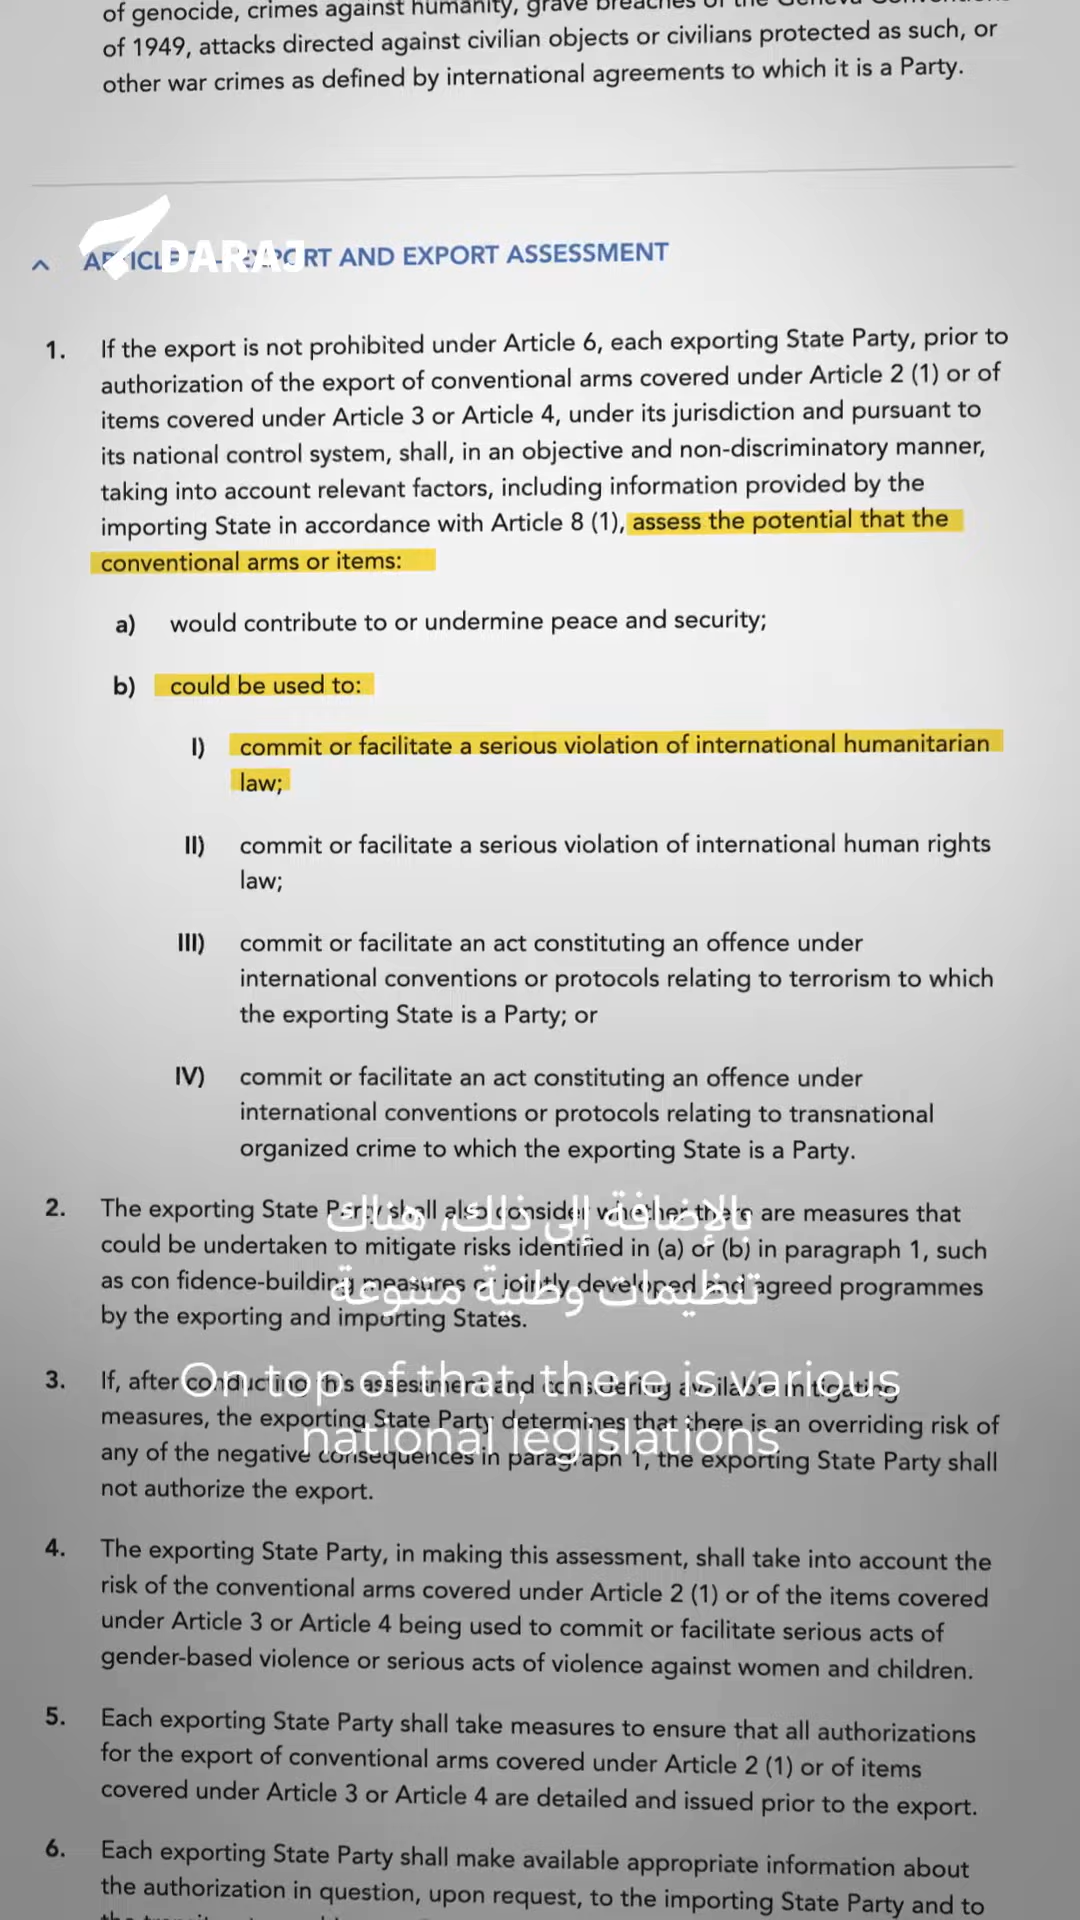 of genocide, crimes against humanity, grave breaches of the Geneva Conventions
of 1949, attacks directed against civilian objects or civilians protected as such, or
other war crimes as defined by international agreements to which it is a Party.
DARAJ
EXPORT AND EXPORT ASSESSMENT
1. If the export is not prohibited under Article 6, each exporting State Party, prior to
authorization of the export of conventional arms covered under Article 2 (1) or of
items covered under Article 3 or Article 4, under its jurisdiction and pursuant to
its national control system, shall, in an objective and non-discriminatory manner,
taking into account relevant factors, including information provided by the
importing State in accordance with Article 8 (1), assess the potential that the
conventional arms or items:
a) would contribute to or undermine peace and security;
b) could be used to:
I) commit or facilitate a serious violation of international humanitarian
law;
II) commit or facilitate a serious violation of international human rights
law;
III) commit or facilitate an act constituting an offence under
international conventions or protocols relating to terrorism to which
the exporting State is a Party; or
IV) commit or facilitate an act constituting an offence under
international conventions or protocols relating to transnational
organized crime to which the exporting State is a Party.
2. The exporting State Party shall also consider whether there are measures that
بالإضافة إلى ذلك، هناك
could be undertaken to mitigate risks identified in (a) or (b) in paragraph 1, such
as con fidence-building measures or jointly developed and agreed programmes
تنظيمات وطنية متنوعة
by the exporting and importing States.
3. If, after conducting this assessment and considering available mitigating
On top of that, there is various
measures, the exporting State Party determines that there is an overriding risk of
national legislations
any of the negative consequences in paragraph 1, the exporting State Party shall
not authorize the export.
4. The exporting State Party, in making this assessment, shall take into account the
risk of the conventional arms covered under Article 2 (1) or of the items covered
under Article 3 or Article 4 being used to commit or facilitate serious acts of
gender-based violence or serious acts of violence against women and children.
5. Each exporting State Party shall take measures to ensure that all authorizations
for the export of conventional arms covered under Article 2 (1) or of items
covered under Article 3 or Article 4 are detailed and issued prior to the export.
6. Each exporting State Party shall make available appropriate information about
the authorization in question, upon request, to the importing State Party and to